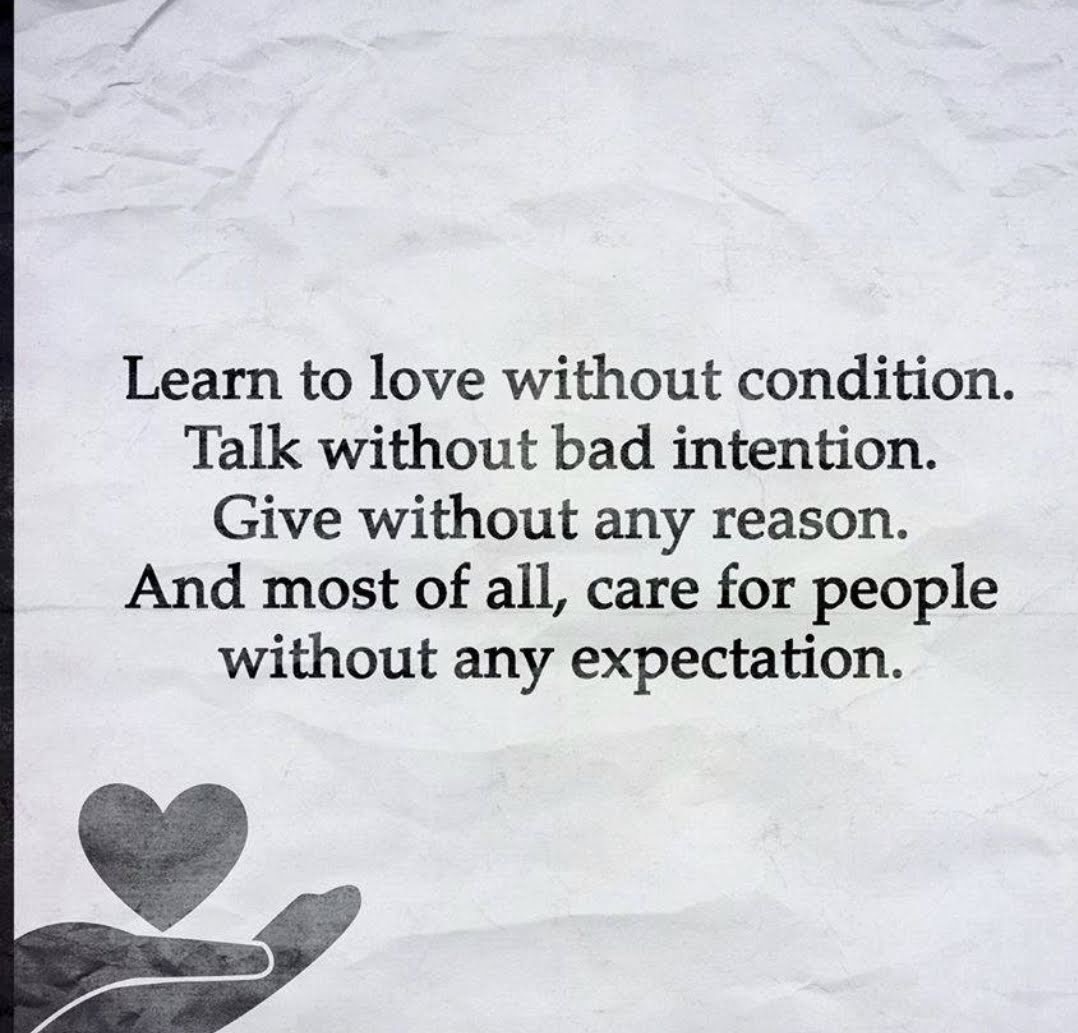 Learn to love without condition.
Talk without bad intention.
Give without any reason.
And most of all, care for people
without any expectation.